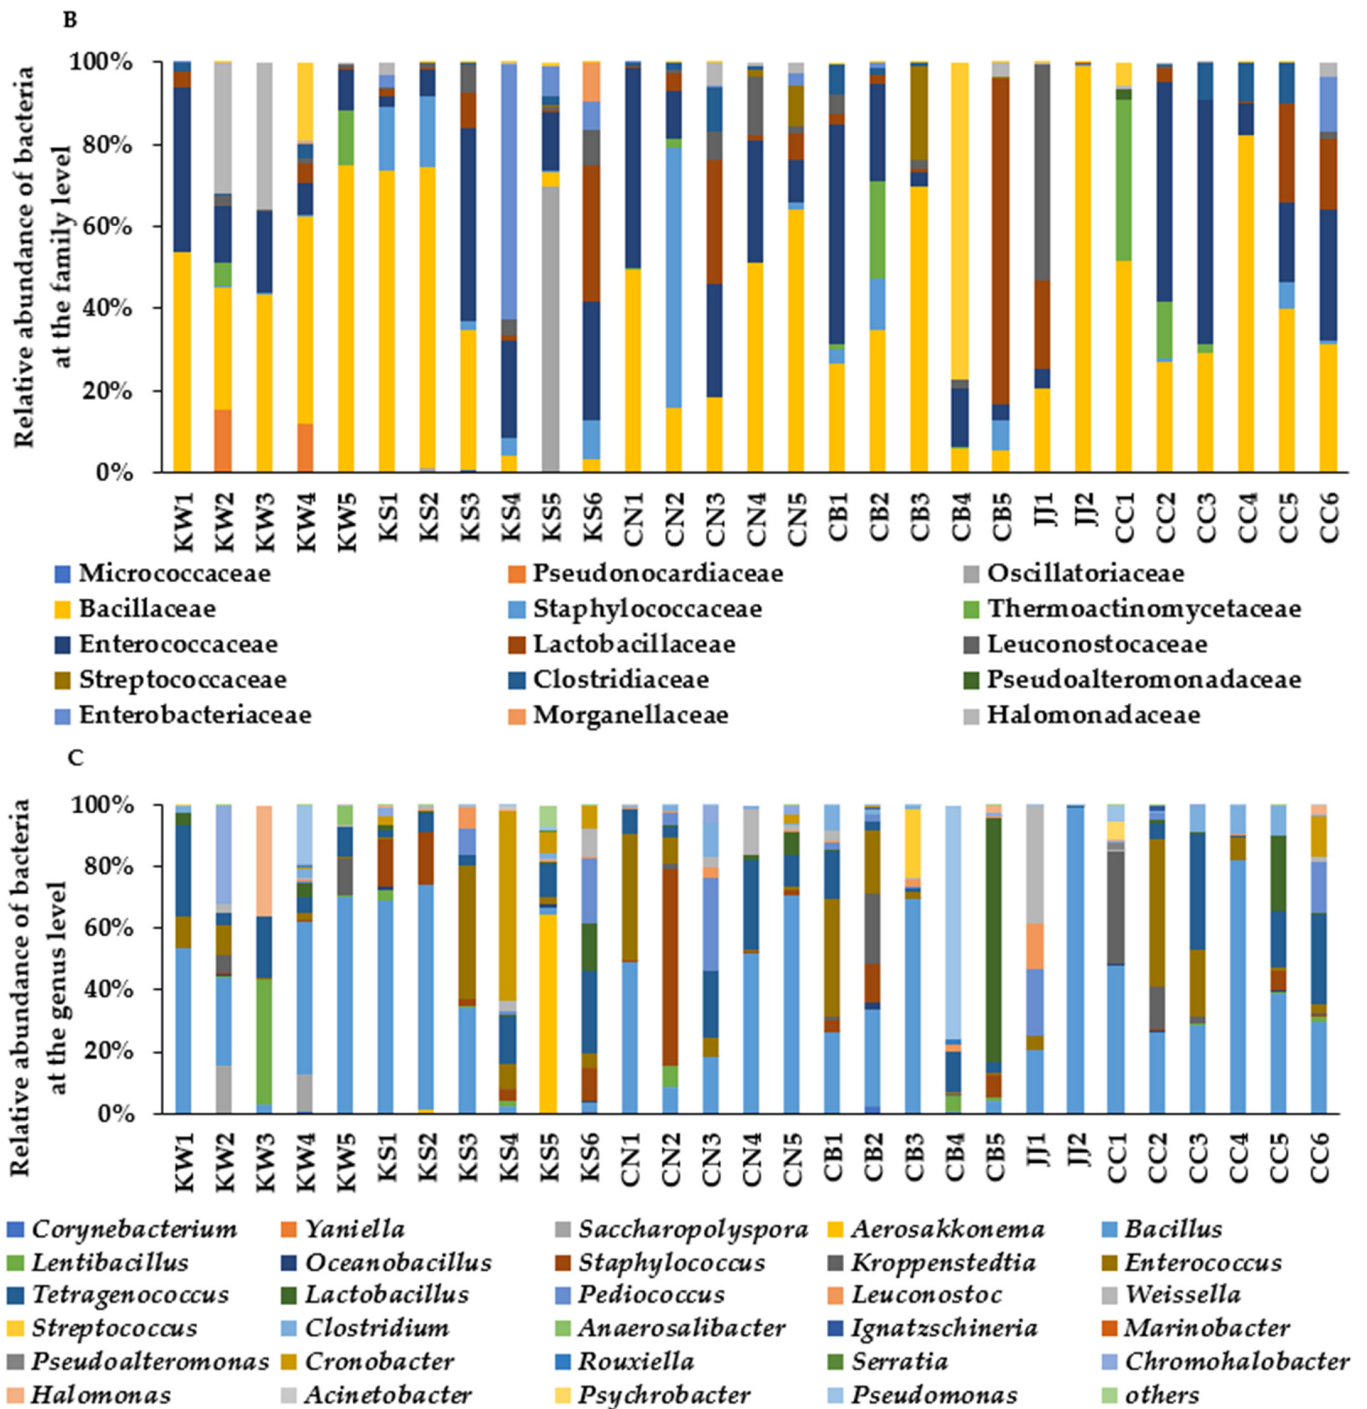 B
Relative abundance of bacteria
at the family level
100%
80%
60%
40%
20%
0%
KW1 KW2 KW3 KW4 KW5 KS1 KS2 KS3 KS4 KS5 KS6 CN1 CN2 CN3 CN4 CN5 CB1 CB2 CB3 CB4 CB5 JJ1 JJ2 CC1 CC2 CC3 CC4 CC5 CC6
Micrococcaceae Pseudonocardiaceae Oscillatoriaceae
Bacillaceae Staphylococcaceae Thermoactinomycetaceae
Enterococcaceae Lactobacillaceae Leuconostocaceae
Streptococcaceae Clostridiaceae Pseudoalteromonadaceae
Enterobacteriaceae Morganellaceae Halomonadaceae
C
Relative abundance of bacteria
at the genus level
100%
80%
60%
40%
20%
0%
KW1 KW2 KW3 KW4 KW5 KS1 KS2 KS3 KS4 KS5 KS6 CN1 CN2 CN3 CN4 CN5 CB1 CB2 CB3 CB4 CB5 JJ1 JJ2 CC1 CC2 CC3 CC4 CC5 CC6
Corynebacterium Yaniella Saccharopolyspora Aerosakkonema Bacillus
Lentibacillus Oceanobacillus Staphylococcus Kroppenstedtia Enterococcus
Tetragenococcus Lactobacillus Pediococcus Leuconostoc Weissella
Streptococcus Clostridium Anaerosalibacter Ignatzschineria Marinobacter
Pseudoalteromonas Cronobacter Rouxiella Serratia Chromohalobacter
Halomonas Acinetobacter Psychrobacter Pseudomonas others